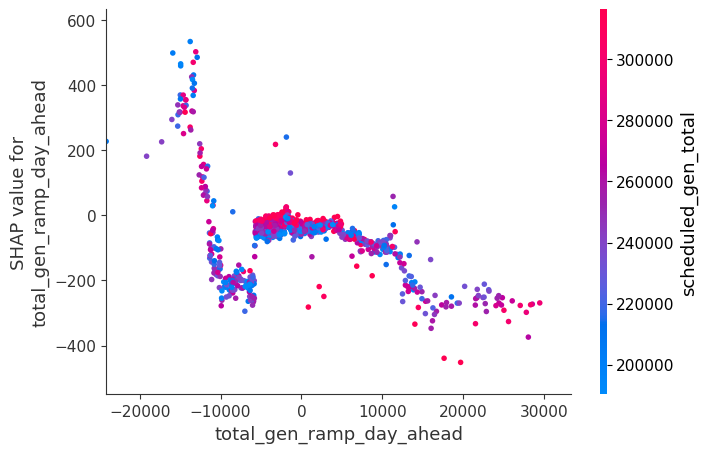 600
400
200
0
−200
−400
SHAP value for
total_gen_ramp_day_ahead
−20000 −10000 0 10000 20000 30000
total_gen_ramp_day_ahead
300000
280000
260000
240000
220000
200000
scheduled_gen_total